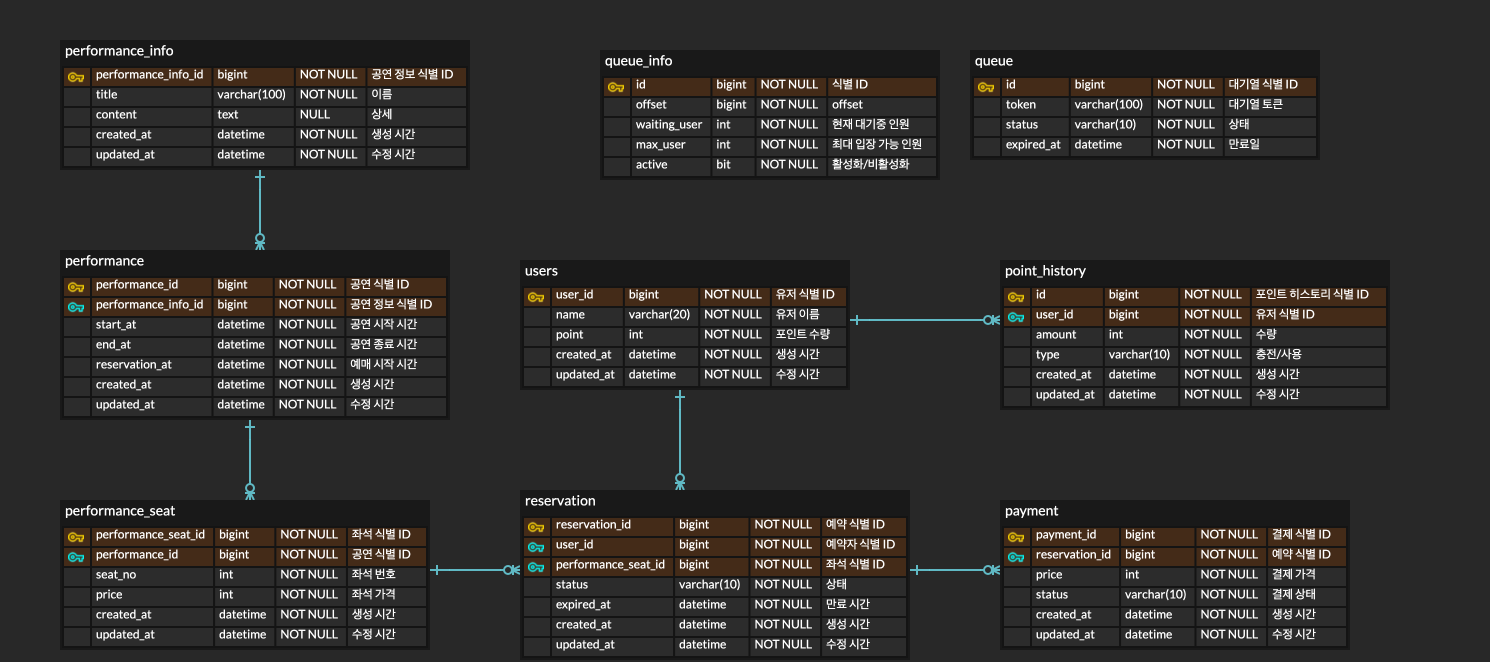 performance_info
performance_info_id bigint NOT NULL 공연 정보 식별 ID
title varchar(100) NOT NULL 이름
content text NULL 상세
created_at datetime NOT NULL 생성 시간
updated_at datetime NOT NULL 수정 시간
queue_info
id bigint NOT NULL 식별 ID
offset bigint NOT NULL offset
waiting_user int NOT NULL 현재 대기중 인원
max_user int NOT NULL 최대 입장 가능 인원
active bit NOT NULL 활성화/비활성화
queue
id bigint NOT NULL 대기열 식별 ID
token varchar(100) NOT NULL 대기열 토큰
status varchar(10) NOT NULL 상태
expired_at datetime NOT NULL 만료일
performance
performance_id bigint NOT NULL 공연 식별 ID
performance_info_id bigint NOT NULL 공연 정보 식별 ID
start_at datetime NOT NULL 공연 시작 시간
end_at datetime NOT NULL 공연 종료 시간
reservation_at datetime NOT NULL 예매 시작 시간
created_at datetime NOT NULL 생성 시간
updated_at datetime NOT NULL 수정 시간
users
user_id bigint NOT NULL 유저 식별 ID
name varchar(20) NOT NULL 유저 이름
point int NOT NULL 포인트 수량
created_at datetime NOT NULL 생성 시간
updated_at datetime NOT NULL 수정 시간
point_history
id bigint NOT NULL 포인트 히스토리 식별 ID
user_id bigint NOT NULL 유저 식별 ID
amount int NOT NULL 수량
type varchar(10) NOT NULL 충전/사용
created_at datetime NOT NULL 생성 시간
updated_at datetime NOT NULL 수정 시간
performance_seat
performance_seat_id bigint NOT NULL 좌석 식별 ID
performance_id bigint NOT NULL 공연 식별 ID
seat_no int NOT NULL 좌석 번호
price int NOT NULL 좌석 가격
created_at datetime NOT NULL 생성 시간
updated_at datetime NOT NULL 수정 시간
reservation
reservation_id bigint NOT NULL 예약 식별 ID
user_id bigint NOT NULL 예약자 식별 ID
performance_seat_id bigint NOT NULL 좌석 식별 ID
status varchar(10) NOT NULL 상태
expired_at datetime NOT NULL 만료 시간
created_at datetime NOT NULL 생성 시간
updated_at datetime NOT NULL 수정 시간
payment
payment_id bigint NOT NULL 결제 식별 ID
reservation_id bigint NOT NULL 예약 식별 ID
price int NOT NULL 결제 가격
status varchar(10) NOT NULL 결제 상태
created_at datetime NOT NULL 생성 시간
updated_at datetime NOT NULL 수정 시간